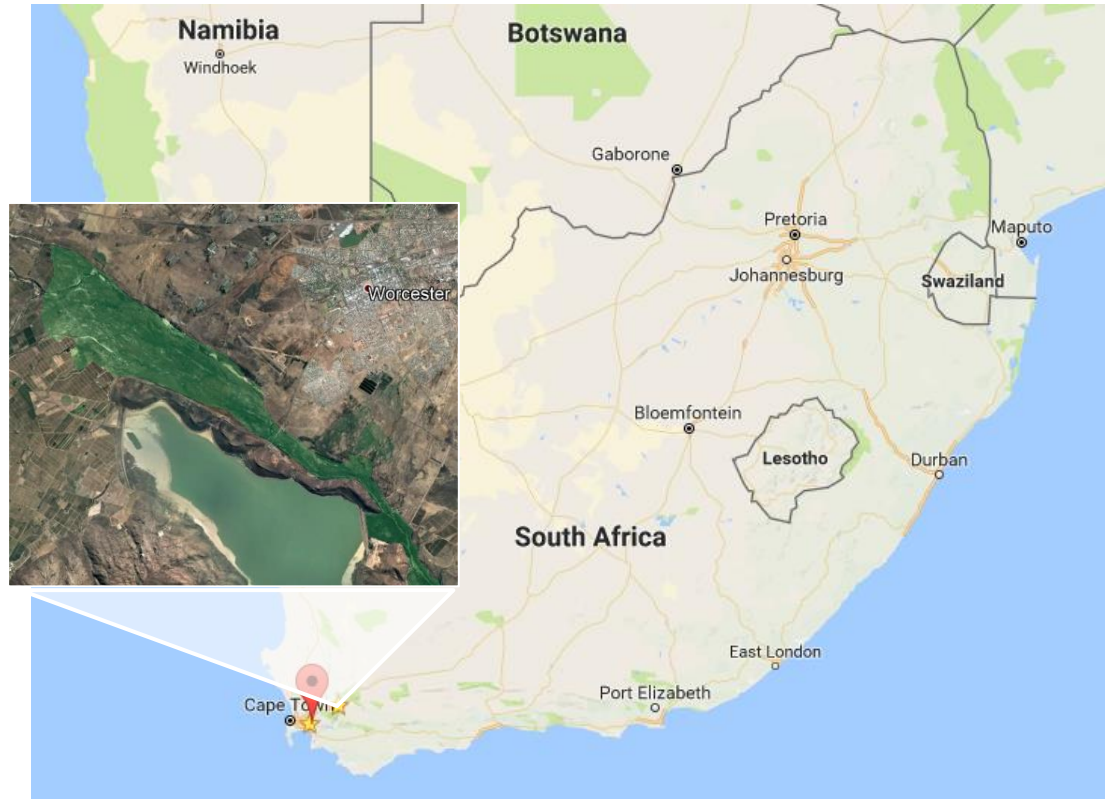 Namibia
Windhoek
Botswana
Gaborone
Pretoria
Johannesburg
Maputo
Swaziland
Worcester
Bloemfontein
Lesotho
Durban
South Africa
East London
Port Elizabeth
Cape Town